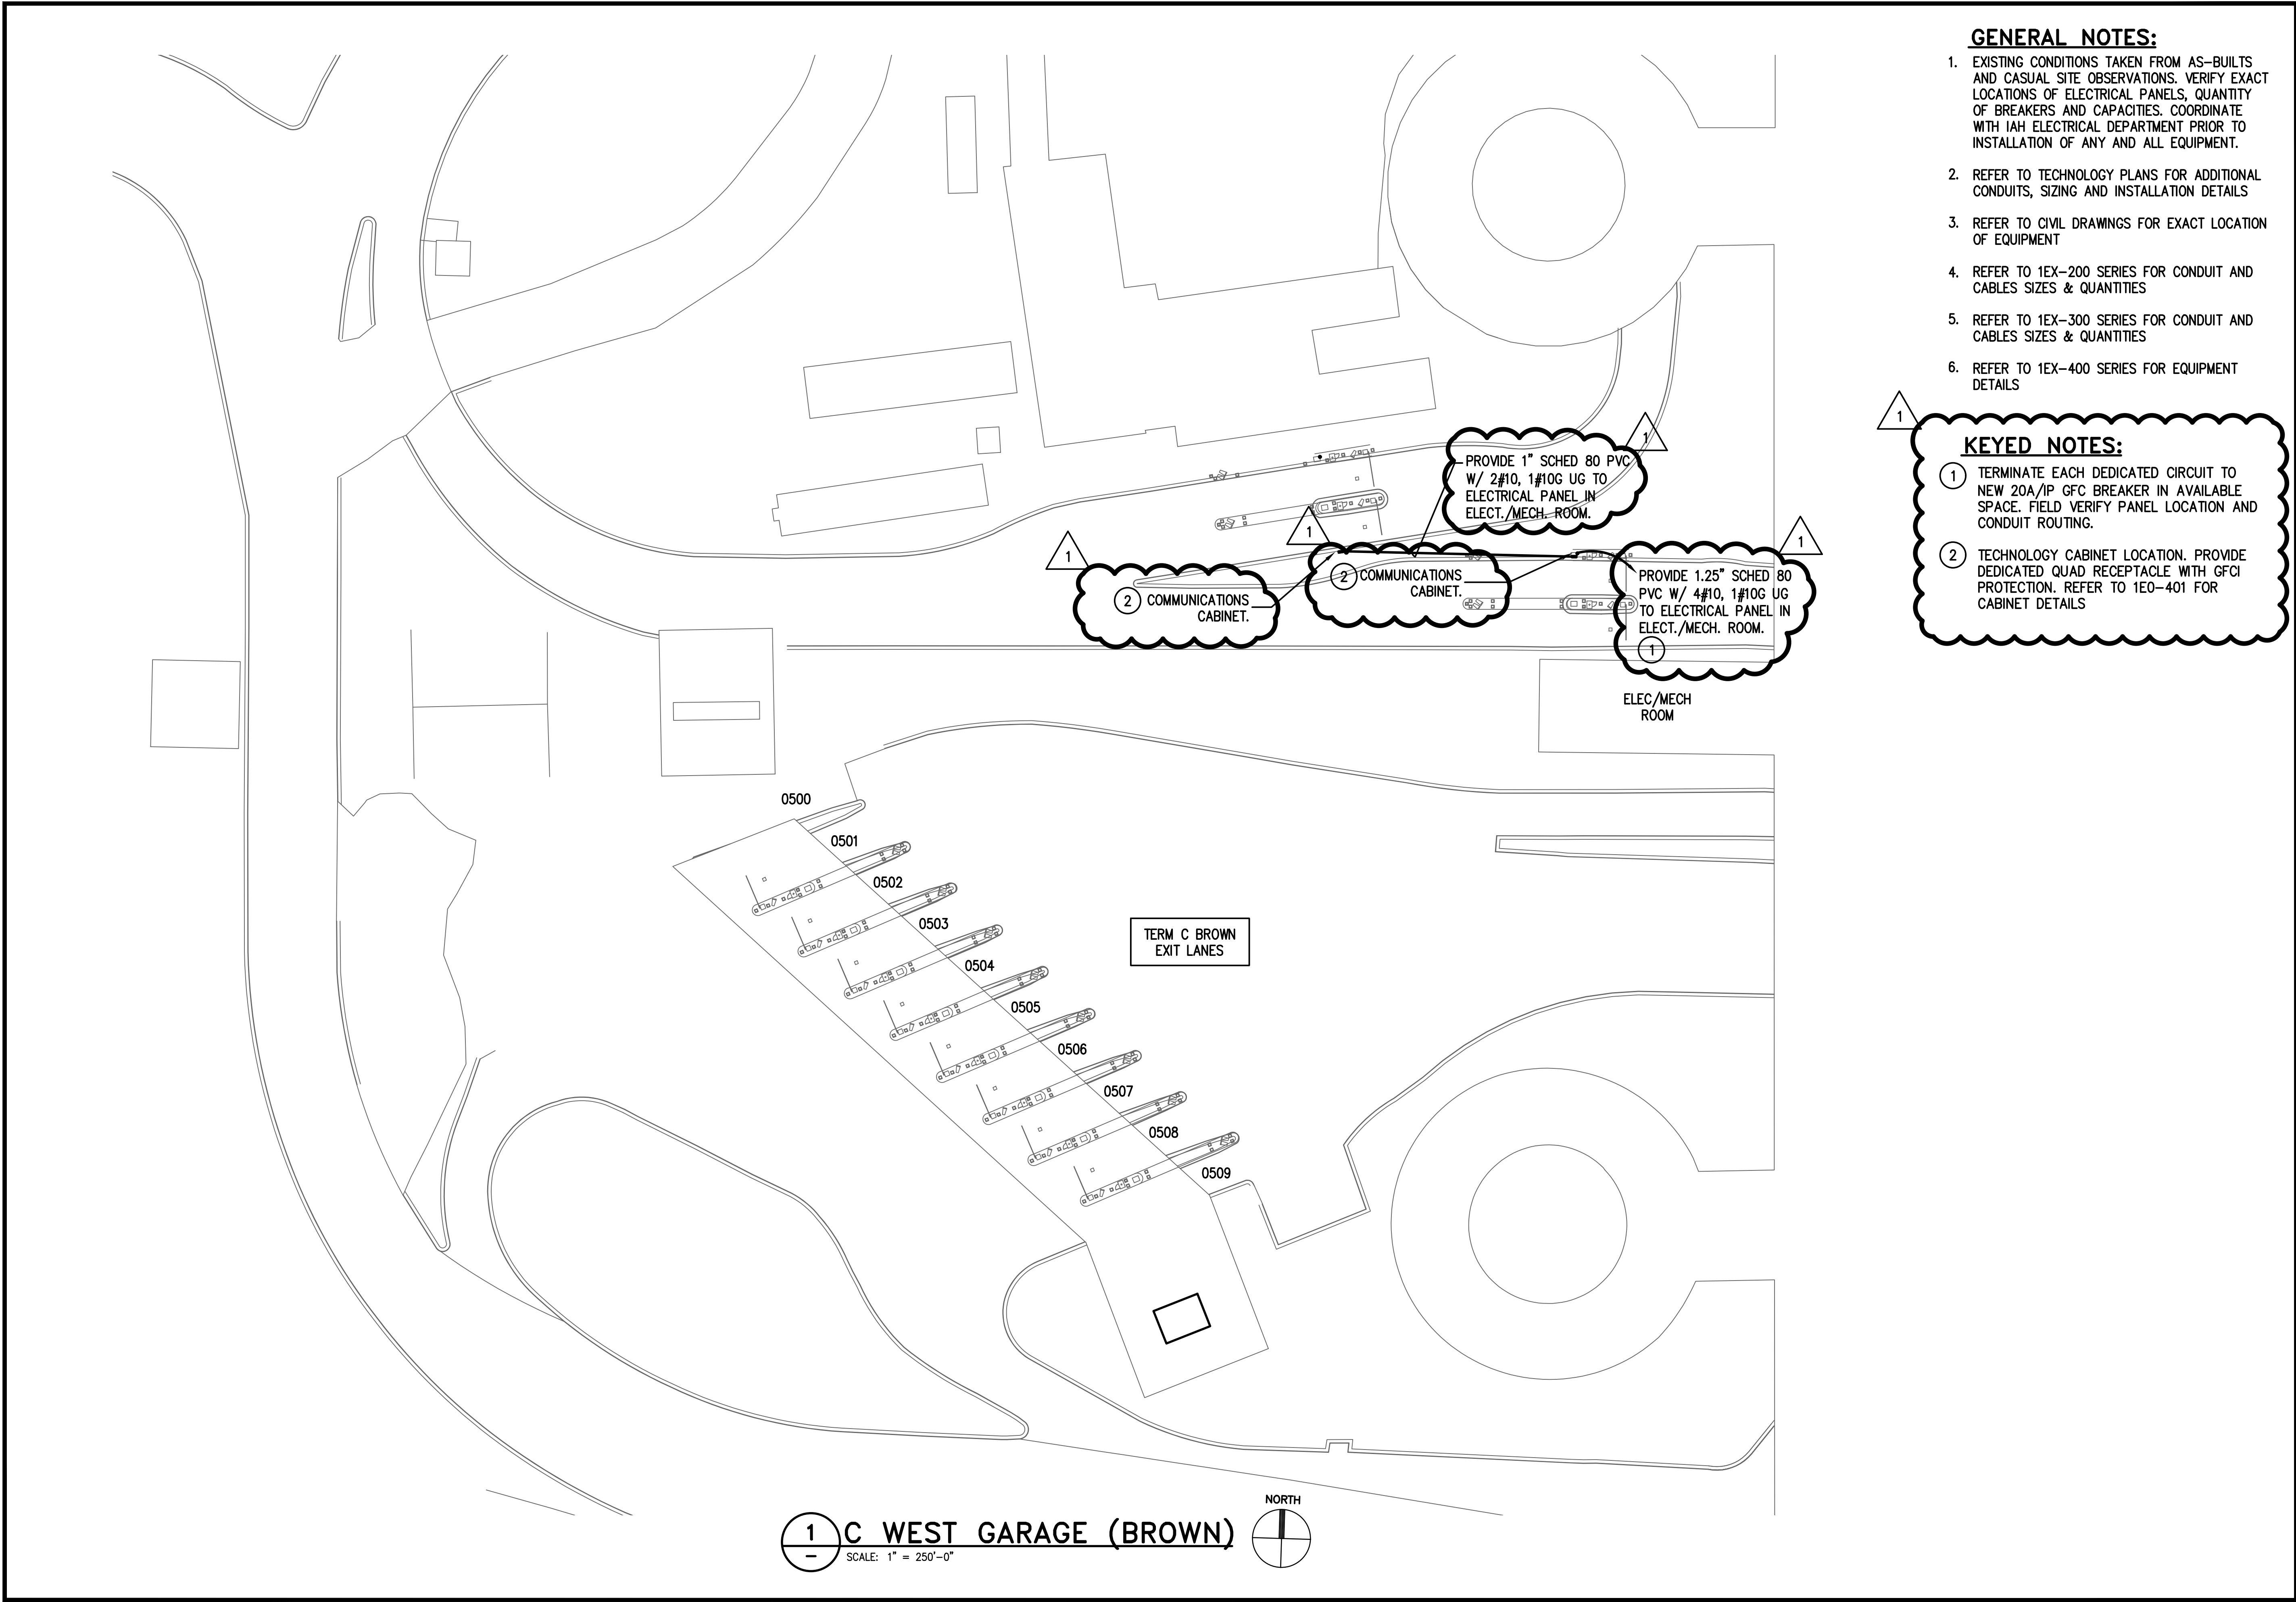 GENERAL NOTES:
1. EXISTING CONDITIONS TAKEN FROM AS-BUILTS
AND CASUAL SITE OBSERVATIONS. VERIFY EXACT
LOCATIONS OF ELECTRICAL PANELS, QUANTITY
OF BREAKERS AND CAPACITIES. COORDINATE
WITH IAH ELECTRICAL DEPARTMENT PRIOR TO
INSTALLATION OF ANY AND ALL EQUIPMENT.
2. REFER TO TECHNOLOGY PLANS FOR ADDITIONAL
CONDUITS, SIZING AND INSTALLATION DETAILS
3. REFER TO CIVIL DRAWINGS FOR EXACT LOCATION
OF EQUIPMENT
4. REFER TO 1EX-200 SERIES FOR CONDUIT AND
CABLES SIZES & QUANTITIES
5. REFER TO 1EX-300 SERIES FOR CONDUIT AND
CABLES SIZES & QUANTITIES
6. REFER TO 1EX-400 SERIES FOR EQUIPMENT
DETAILS
1
KEYED NOTES:
1 TERMINATE EACH DEDICATED CIRCUIT TO
NEW 20A/IP GFC BREAKER IN AVAILABLE
SPACE. FIELD VERIFY PANEL LOCATION AND
CONDUIT ROUTING.
2 TECHNOLOGY CABINET LOCATION. PROVIDE
DEDICATED QUAD RECEPTACLE WITH GFCI
PROTECTION. REFER TO 1E0-401 FOR
CABINET DETAILS
1
PROVIDE 1" SCHED 80 PVC
W/ 2#10, 1#10G UG TO
ELECTRICAL PANEL IN
ELECT./MECH. ROOM.
1
2 COMMUNICATIONS
CABINET.
1
2 COMMUNICATIONS
CABINET.
1
PROVIDE 1.25" SCHED 80
PVC W/ 4#10, 1#10G UG
TO ELECTRICAL PANEL IN
ELECT./MECH. ROOM.
1
ELEC/MECH
ROOM
0500
0501
0502
0503
0504
0505
0506
0507
0508
0509
TERM C BROWN
EXIT LANES
1
-
C WEST GARAGE (BROWN)
SCALE: 1" = 250'-0"
NORTH